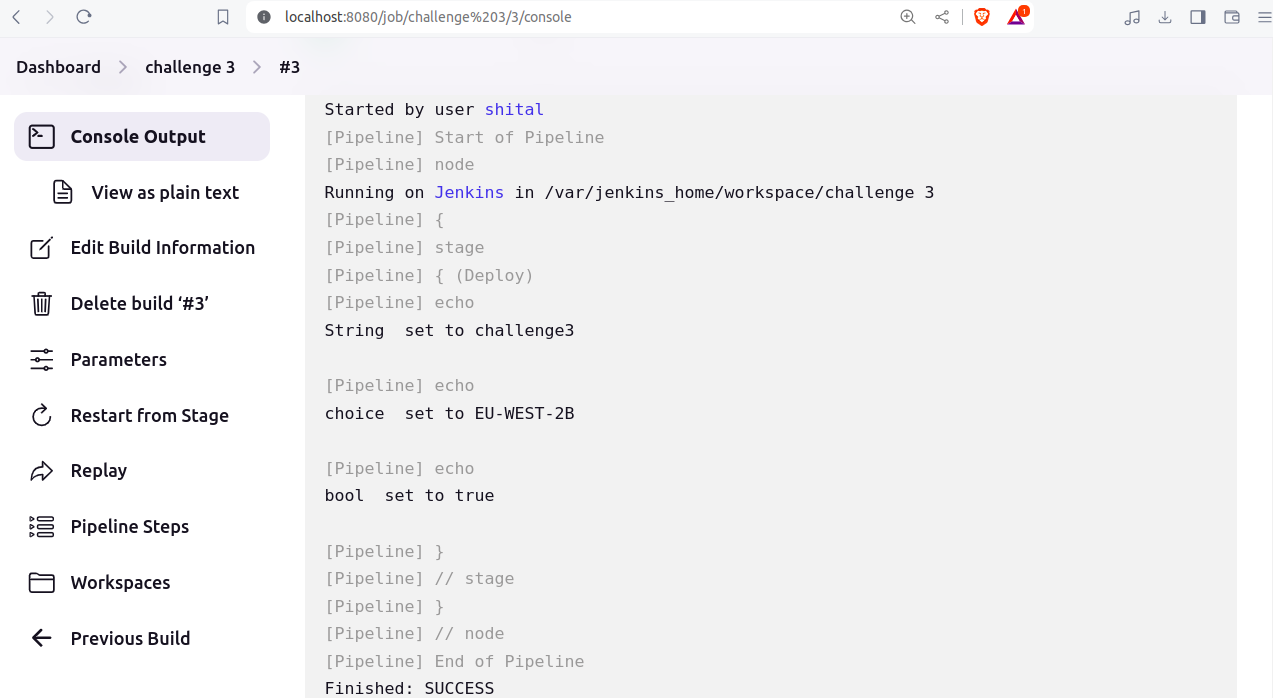 localhost:8080/job/challenge%203/3/console
1
Dashboard > challenge 3 > #3
Console Output
View as plain text
Edit Build Information
Delete build ‘#3’
Parameters
Restart from Stage
Replay
Pipeline Steps
Workspaces
Previous Build
Started by user shital
[Pipeline] Start of Pipeline
[Pipeline] node
Running on Jenkins in /var/jenkins_home/workspace/challenge 3
[Pipeline] {
[Pipeline] stage
[Pipeline] { (Deploy)
[Pipeline] echo
String  set to challenge3
[Pipeline] echo
choice  set to EU-WEST-2B
[Pipeline] echo
bool  set to true
[Pipeline] }
[Pipeline] // stage
[Pipeline] }
[Pipeline] // node
[Pipeline] End of Pipeline
Finished: SUCCESS